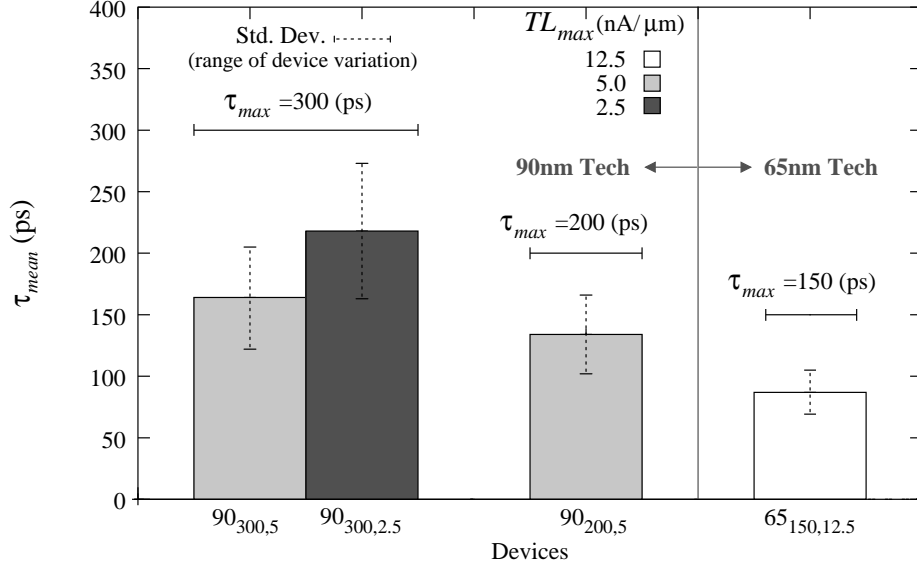 400
350
300
250
200
150
100
50
0
τmean (ps)
Std. Dev.
(range of device variation)
τmax =300 (ps)
TLmax (nA/μm)
12.5
5.0
2.5
90nm Tech
65nm Tech
τmax =200 (ps)
τmax =150 (ps)
90300,5
90300,2.5
90200,5
65150,12.5
Devices